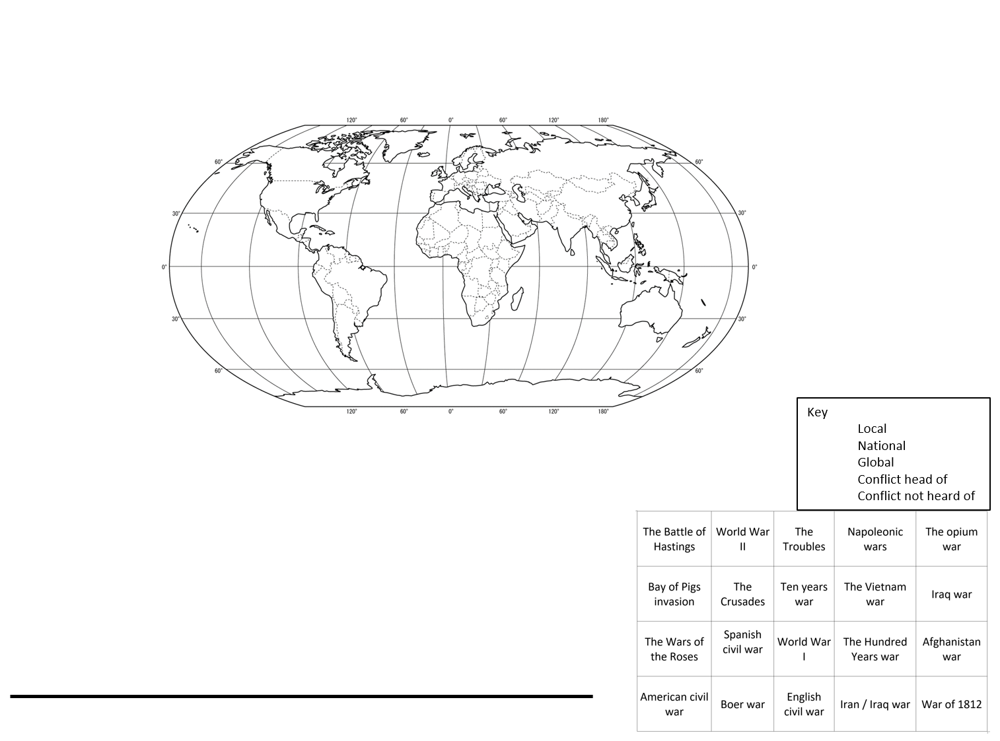 120° 60° 0° 60° 120° 180°
60° 60°
30° 30°
0° 0°
30° 30°
60° 60°
120° 60° 0° 60° 120° 180°
Key
Local
National
Global
Conflict head of
Conflict not heard of
The Battle of
Hastings
World War
II
The
Troubles
Napoleonic
wars
The opium
war
Bay of Pigs
invasion
The
Crusades
Ten years
war
The Vietnam
war
Iraq war
The Wars of
the Roses
Spanish
civil war
World War
I
The Hundred
Years war
Afghanistan
war
American civil
war
Boer war
English
civil war
Iran / Iraq war
War of 1812